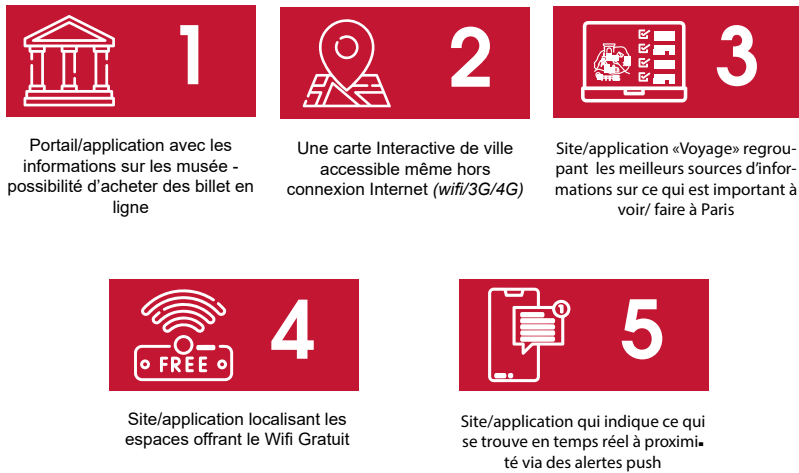 1
Portail/application avec les
informations sur les musée -
possibilité d'acheter des billet en
ligne
2
Une carte Interactive de ville
accessible même hors
connexion Internet (wifi/3G/4G)
3
Site/application «Voyage» regrou-
pant les meilleurs sources d'infor-
mations sur ce qui est important à
voir/ faire à Paris
FREE
4
Site/application localisant les
espaces offrant le Wifi Gratuit
1
5
Site/application qui indique ce qui
se trouve en temps réel à proximi-
té via des alertes push